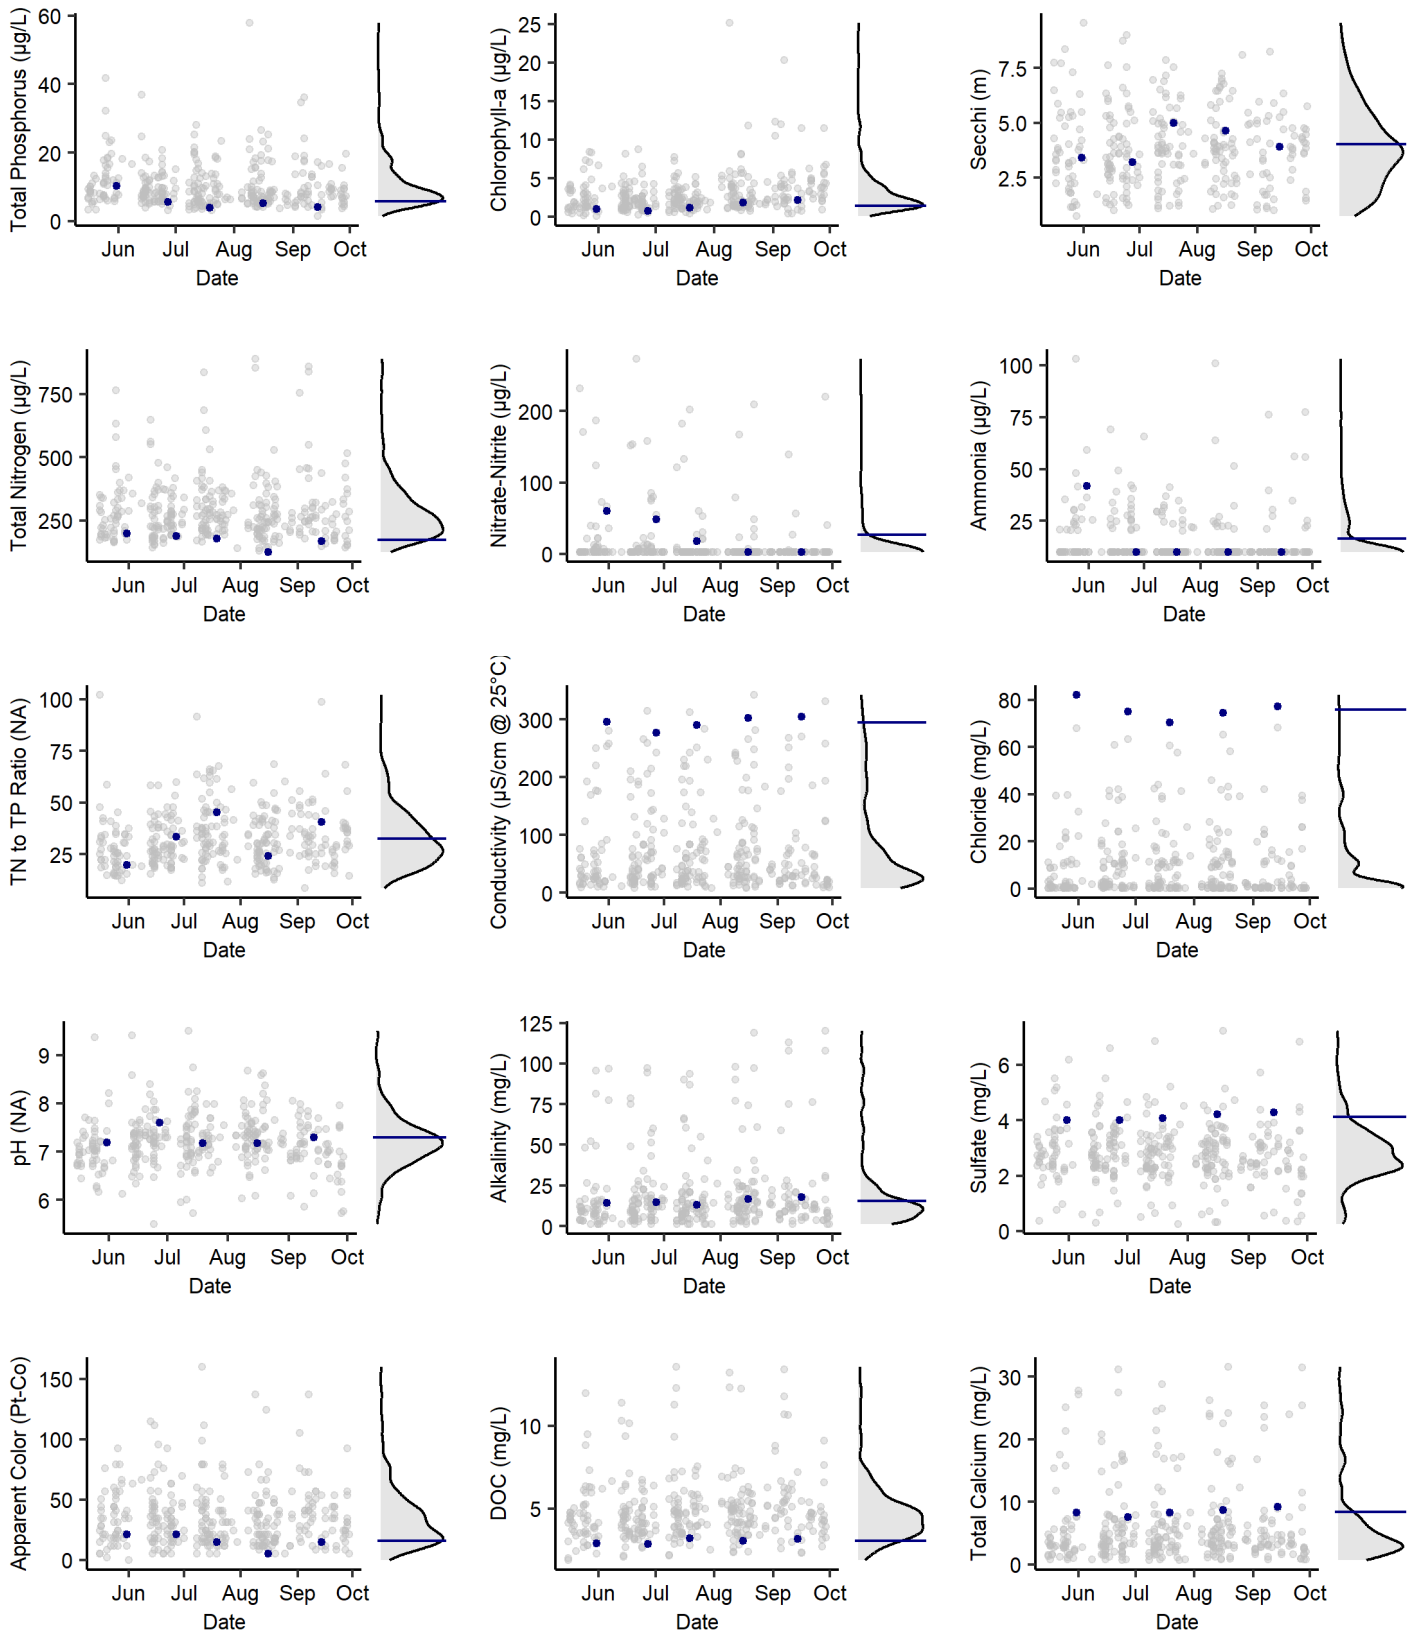 Total Phosphorus (µg/L)
60
40
20
0
Jun Jul Aug Sep Oct
Date
Chlorophyll-a (µg/L)
25
20
15
10
5
0
Jun Jul Aug Sep Oct
Date
Secchi (m)
7.5
5.0
2.5
Jun Jul Aug Sep Oct
Date
Total Nitrogen (µg/L)
750
500
250
Jun Jul Aug Sep Oct
Date
Nitrate-Nitrite (µg/L)
200
100
0
Jun Jul Aug Sep Oct
Date
Ammonia (µg/L)
100
75
50
25
Jun Jul Aug Sep Oct
Date
TN to TP Ratio (NA)
100
75
50
25
Jun Jul Aug Sep Oct
Date
Conductivity (µS/cm @ 25°C)
300
200
100
0
Jun Jul Aug Sep Oct
Date
Chloride (mg/L)
80
60
40
20
0
Jun Jul Aug Sep Oct
Date
pH (NA)
9
8
7
6
Jun Jul Aug Sep Oct
Date
Alkalinity (mg/L)
125
100
75
50
25
0
Jun Jul Aug Sep Oct
Date
Sulfate (mg/L)
6
4
2
0
Jun Jul Aug Sep Oct
Date
Apparent Color (Pt-Co)
150
100
50
0
Jun Jul Aug Sep Oct
Date
DOC (mg/L)
10
5
Jun Jul Aug Sep Oct
Date
Total Calcium (mg/L)
30
20
10
0
Jun Jul Aug Sep Oct
Date